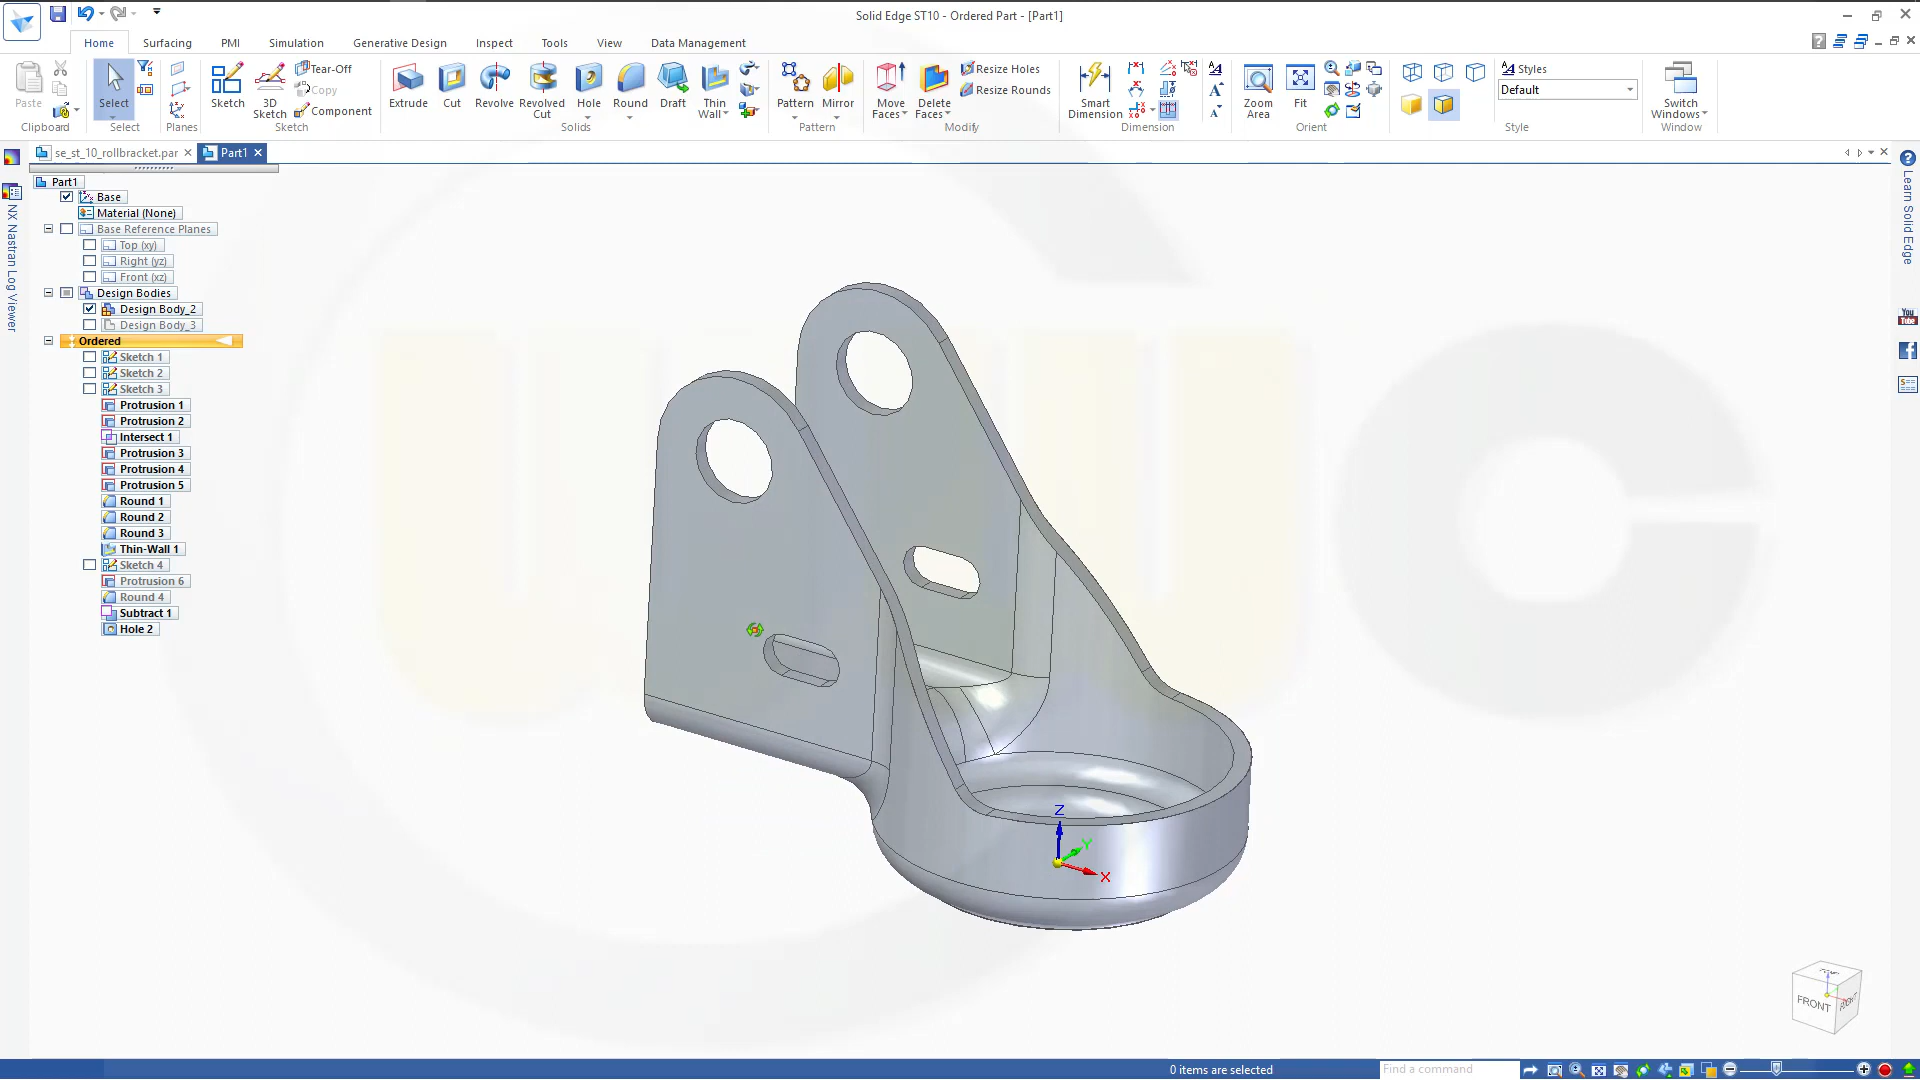 Solid Edge ST10 - Ordered Part - [Part1]
Home Surfacing PMI Simulation Generative Design Inspect Tools View Data Management
Paste Select Sketch 3D Sketch Tear-Off Copy Component Extrude Cut Revolve Revolved Cut Hole Round Draft Thin Wall Pattern Mirror Move Faces Delete Faces Resize Holes Resize Rounds Smart Dimension Zoom Area Fit Styles Default Switch Windows
Clipboard Select Planes Sketch Solids Pattern Modify Dimension Orient Style Window
se_st_10_rollbracket.par Part1
Part1
Base
Material (None)
Base Reference Planes
Top (xy)
Right (yz)
Front (xz)
Design Bodies
Design Body_2
Design Body_3
Ordered
Sketch 1
Sketch 2
Sketch 3
Protrusion 1
Protrusion 2
Intersect 1
Protrusion 3
Protrusion 4
Protrusion 5
Round 1
Round 2
Round 3
Thin-Wall 1
Sketch 4
Protrusion 6
Round 4
Subtract 1
Hole 2
NX Nastran Log Viewer
Learn Solid Edge
You Tube
Z
Y
X
FRONT
RIGHT
uwc
0 items are selected
Find a command